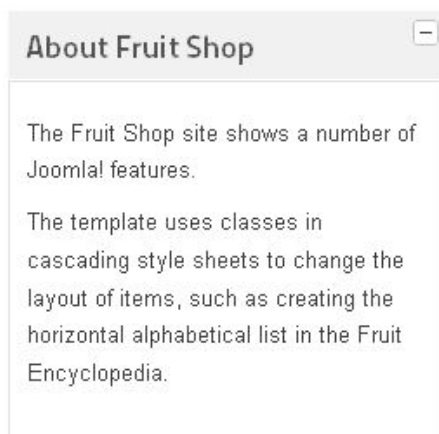 About Fruit Shop
The Fruit Shop site shows a number of
Joomla! features.
The template uses classes in
cascading style sheets to change the
layout of items, such as creating the
horizontal alphabetical list in the Fruit
Encyclopedia.